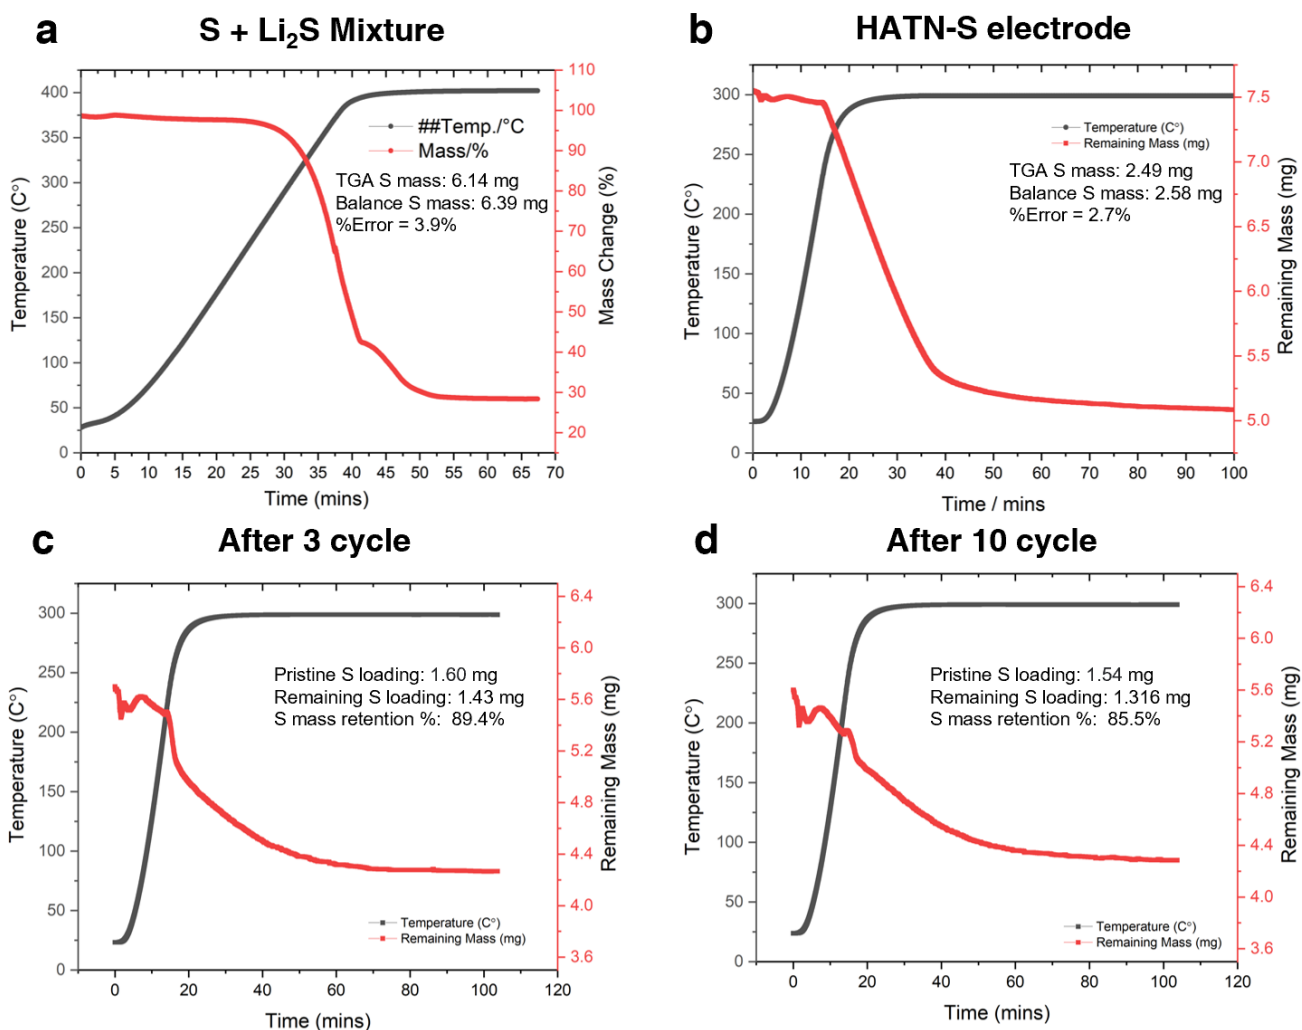 a
S + Li₂S Mixture
400
350
300
250
200
150
100
50
0
110
100
90
80
70
60
50
40
30
20
##Temp./°C
Mass/%
TGA S mass: 6.14 mg
Balance S mass: 6.39 mg
%Error = 3.9%
Temperature (C°)
Mass Change (%)
0 5 10 15 20 25 30 35 40 45 50 55 60 65 70
Time (mins)
b
HATN-S electrode
300
250
200
150
100
50
0
7.5
7.0
6.5
6.0
5.5
5.0
Temperature (C°)
Remaining Mass (mg)
TGA S mass: 2.49 mg
Balance S mass: 2.58 mg
%Error = 2.7%
Temperature (C°)
Remaining Mass (mg)
0 10 20 30 40 50 60 70 80 90 100
Time / mins
c
After 3 cycle
300
250
200
150
100
50
0
6.4
6.0
5.6
5.2
4.8
4.4
4.0
3.6
Pristine S loading: 1.60 mg
Remaining S loading: 1.43 mg
S mass retention %: 89.4%
Temperature (C°)
Remaining Mass (mg)
Temperature (C°)
Remaining Mass (mg)
0 20 40 60 80 100 120
Time (mins)
d
After 10 cycle
300
250
200
150
100
50
0
6.4
6.0
5.6
5.2
4.8
4.4
4.0
3.6
Pristine S loading: 1.54 mg
Remaining S loading: 1.316 mg
S mass retention %: 85.5%
Temperature (C°)
Remaining Mass (mg)
Temperature (C°)
Remaining Mass (mg)
0 20 40 60 80 100 120
Time (mins)